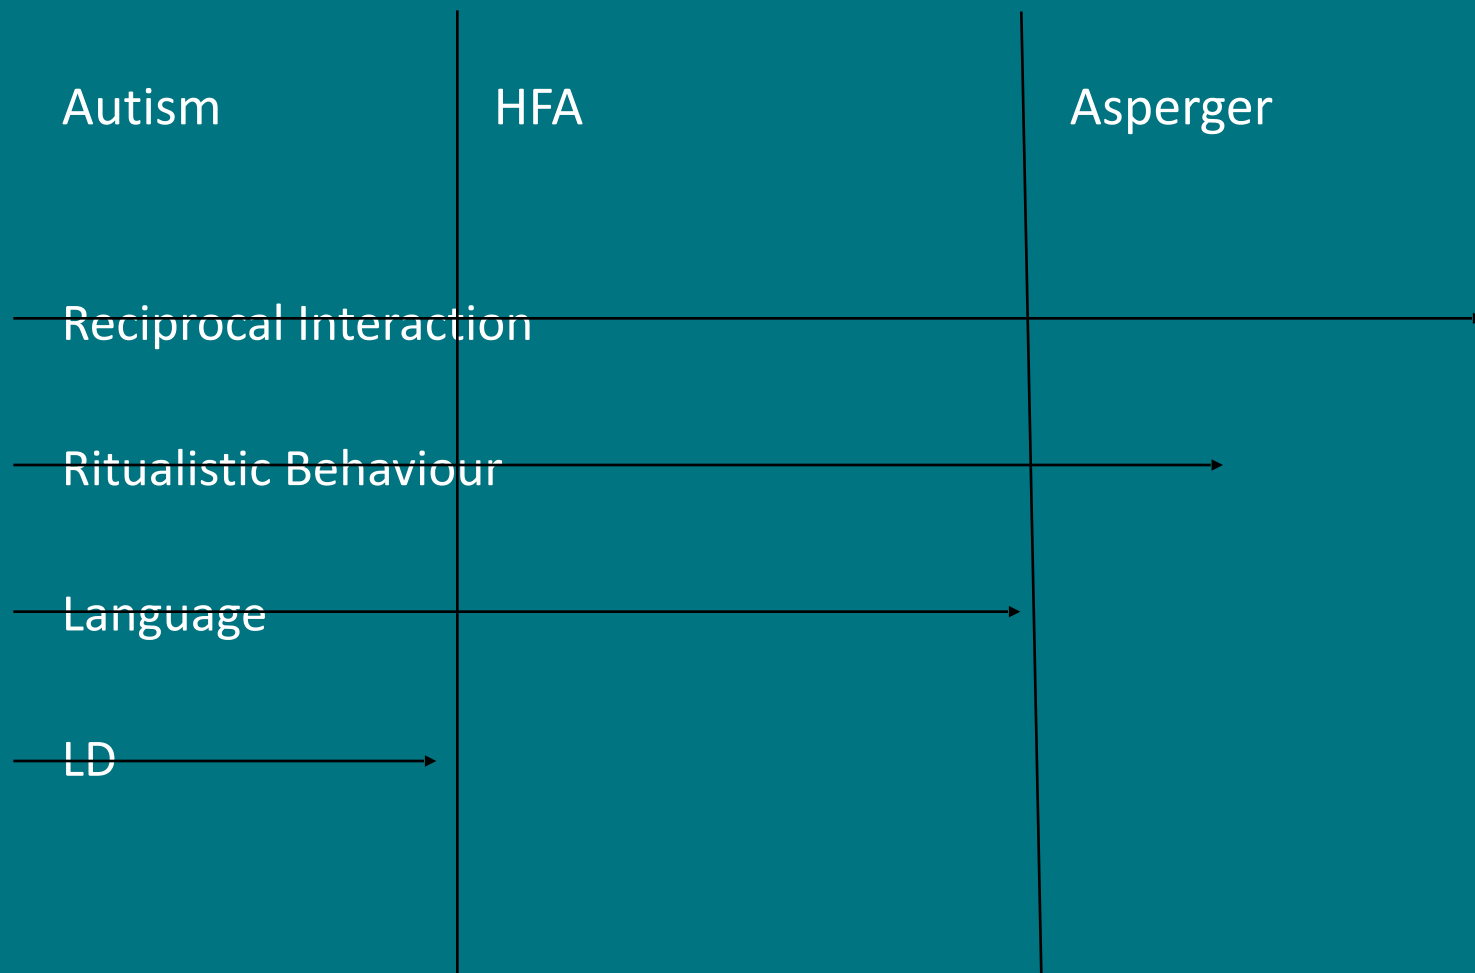 Autism HFA Asperger
Reciprocal Interaction
Ritualistic Behaviour
Language
LD